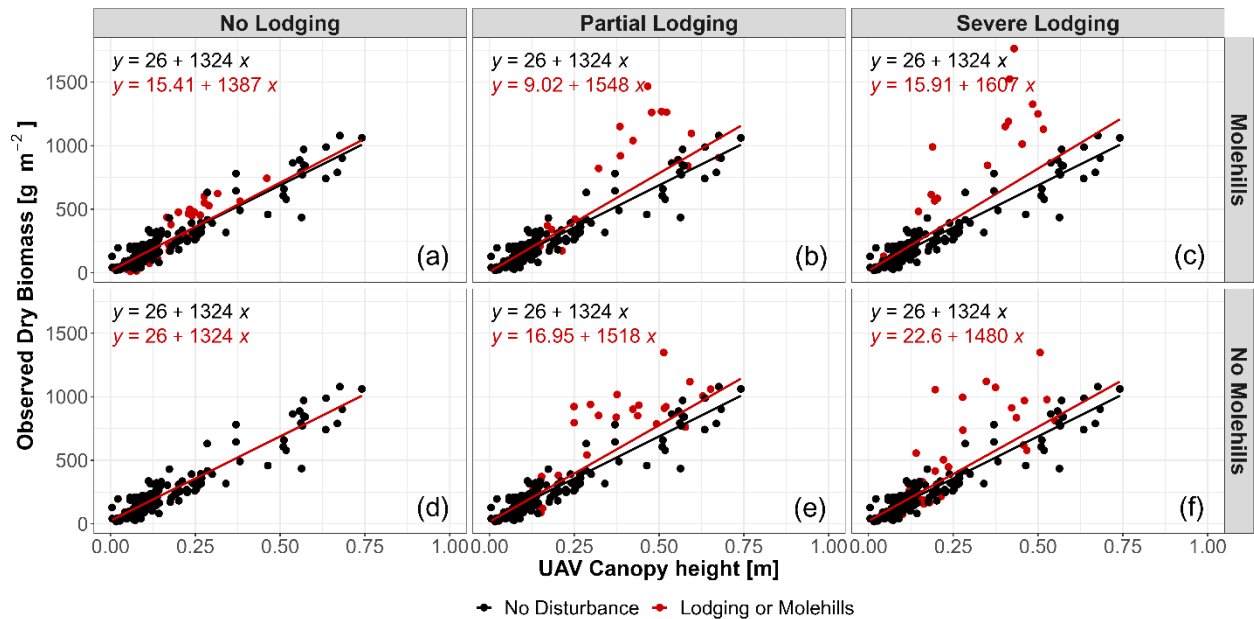 No Lodging
Partial Lodging
Severe Lodging
y = 26 + 1324 x
y = 15.41 + 1387 x
(a)
y = 26 + 1324 x
y = 9.02 + 1548 x
(b)
y = 26 + 1324 x
y = 15.91 + 1607 x
(c)
Molehills
1500
1000
500
0
y = 26 + 1324 x
y = 26 + 1324 x
(d)
y = 26 + 1324 x
y = 16.95 + 1518 x
(e)
y = 26 + 1324 x
y = 22.6 + 1480 x
(f)
No Molehills
1500
1000
500
0
Observed Dry Biomass [g m⁻²]
0.00 0.25 0.50 0.75 1.00
0.00 0.25 0.50 0.75 1.00
0.00 0.25 0.50 0.75 1.00
UAV Canopy height [m]
No Disturbance
Lodging or Molehills